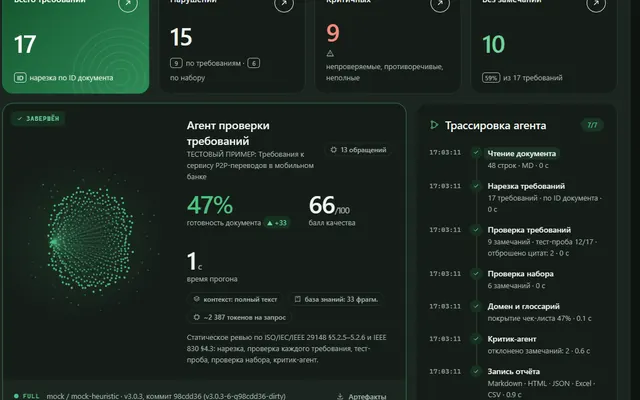 Всего требований
Нарушений
Критичных
Без замечаний
17
15
9
10
ID нарезка по ID документа
9 по требованиям · 6
по набору
непроверяемые, противоречивые,
неполные
59% из 17 требований
✓ ЗАВЕРШЁН
Агент проверки
требований
ТЕСТОВЫЙ ПРИМЕР: Требования к
сервису P2P-переводов в мобильном
банке
13 обращений
47%
готовность документа ▲ +33
66/100
балл качества
1 с
время прогона
контекст: полный текст
база знаний: 33 фрагм.
~2 387 токенов на запрос
Статическое ревью по ISO/IEC/IEEE 29148 §5.2.5–5.2.6 и IEEE
830 §4.3: нарезка, проверка каждого требования, тест-
проба, проверка набора, критик-агент.
FULL mock / mock-heuristic · v3.0.3, коммит 98cdd36 (v3.0.3-6-g98cdd36-dirty)
Артефакты
Трассировка агента
7/7
17:03:11 Чтение документа
48 строк · MD · 0 с
17:03:11 Нарезка требований
17 требований · по ID документа ·
0 с
17:03:11 Проверка требований
9 замечаний · тест-проба 12/17 ·
отброшено цитат: 2 · 0 с
17:03:11 Проверка набора
6 замечаний · 0 с
17:03:11 Домен и глоссарий
покрытие чек-листа 47% · 0.1 с
17:03:11 Критик-агент
отклонено замечаний: 2 · 0.6 с
17:03:11 Запись отчёта
Markdown · HTML · JSON · Excel ·
CSV · 0.9 с